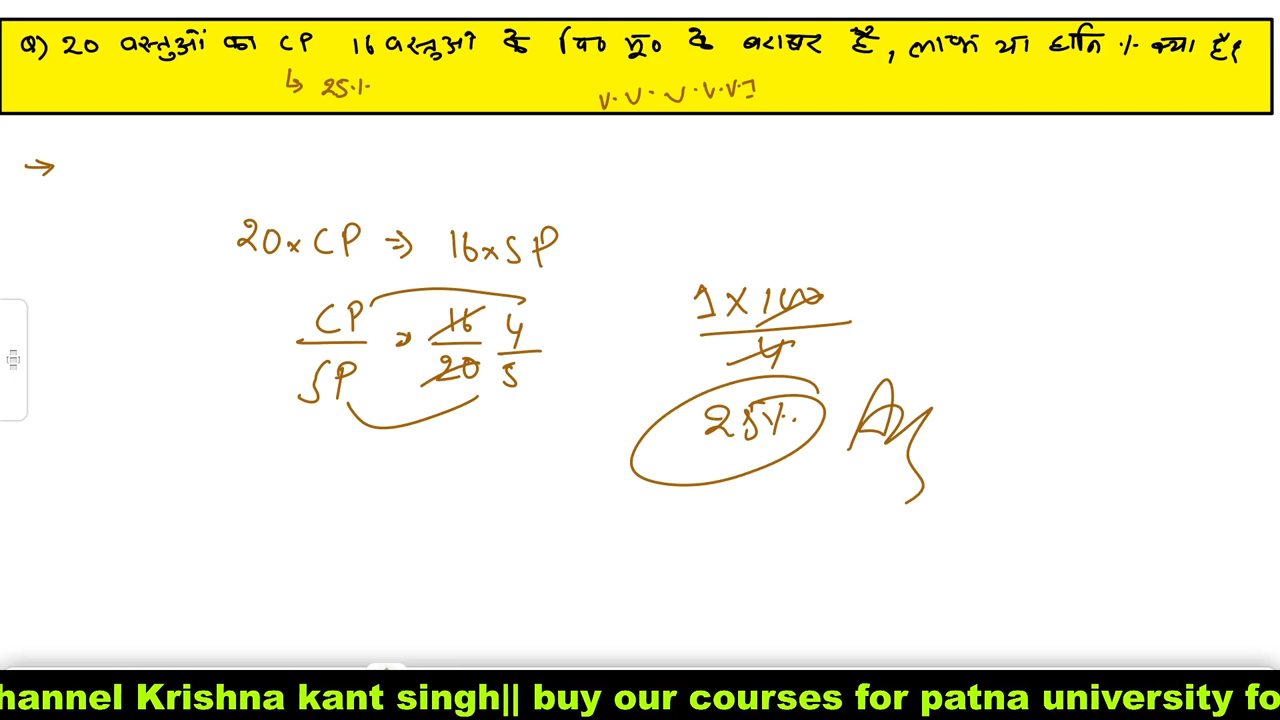 Q) 20 वस्तुओं का CP 16 वस्तुओं के वि० मू० के बराबर है, लाभ या हानि % क्या है?
↳ 25%
V. V. V. V. V. I
→
20 × CP ⇒ 16 × SP
CP/SP = 16/20 4/5
1 × 100 / 4
25% Ans
hannel Krishna kant singh|| buy our courses for patna university fo